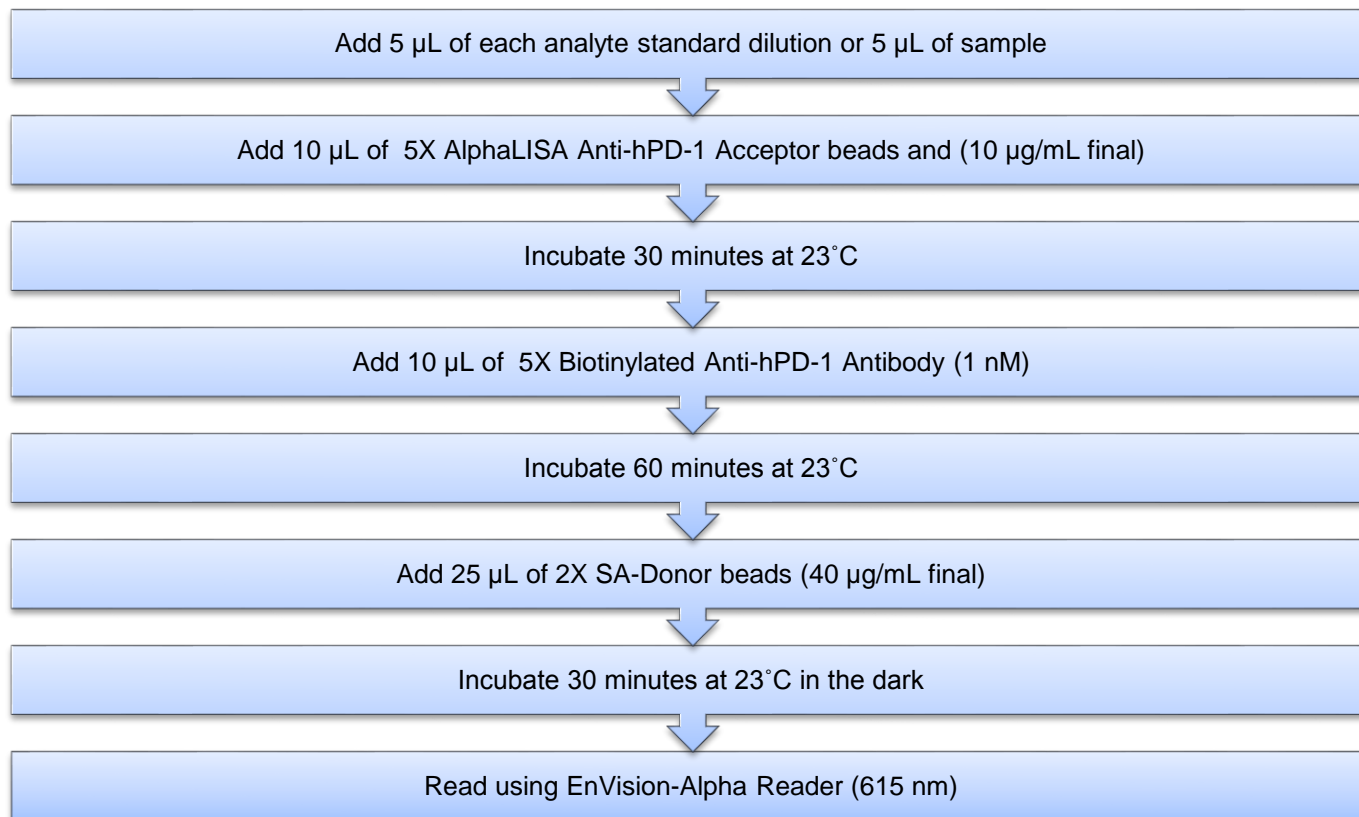 Add 5 µL of each analyte standard dilution or 5 µL of sample
Add 10 µL of 5X AlphaLISA Anti-hPD-1 Acceptor beads and (10 µg/mL final)
Incubate 30 minutes at 23˚C
Add 10 µL of 5X Biotinylated Anti-hPD-1 Antibody (1 nM)
Incubate 60 minutes at 23˚C
Add 25 µL of 2X SA-Donor beads (40 µg/mL final)
Incubate 30 minutes at 23˚C in the dark
Read using EnVision-Alpha Reader (615 nm)